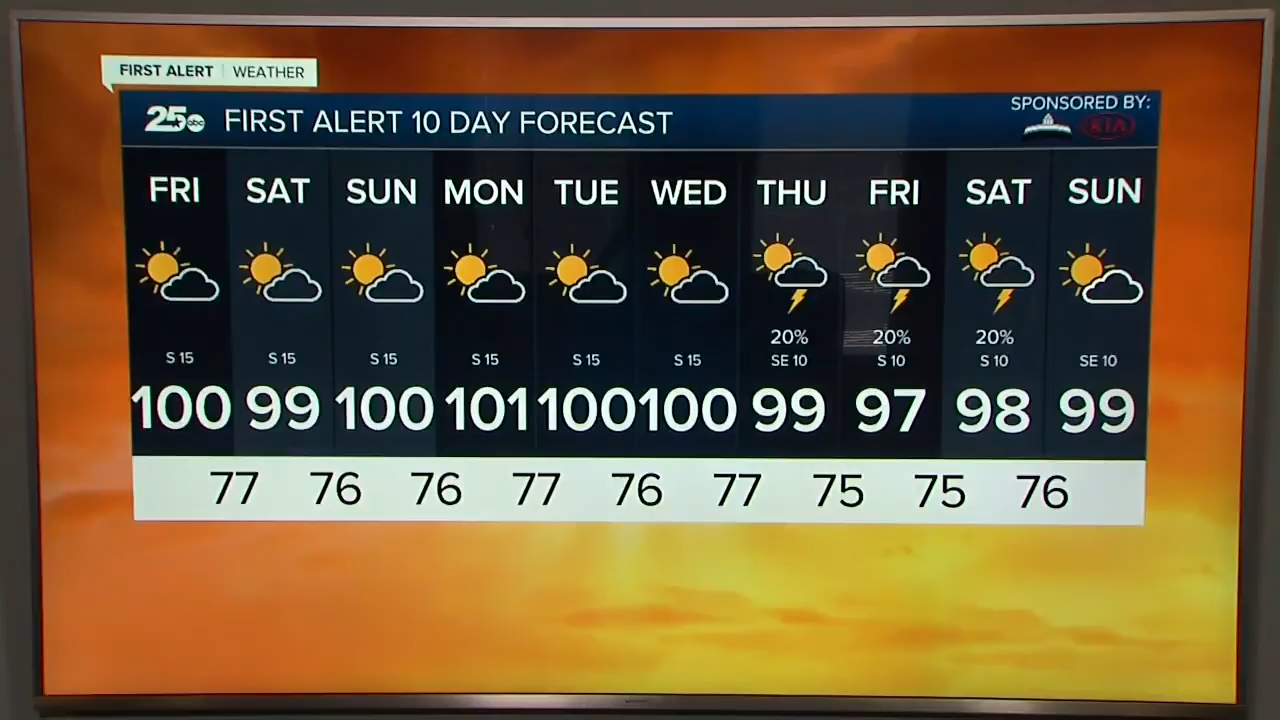 FIRST ALERT WEATHER
25 abc FIRST ALERT 10 DAY FORECAST
SPONSORED BY:
KIA
FRI SAT SUN MON TUE WED THU FRI SAT SUN
20% 20% 20%
S 15 S 15 S 15 S 15 S 15 S 15 SE 10 S 10 S 10 SE 10
100 99 100 101 100 100 99 97 98 99
77 76 76 77 76 77 75 75 76